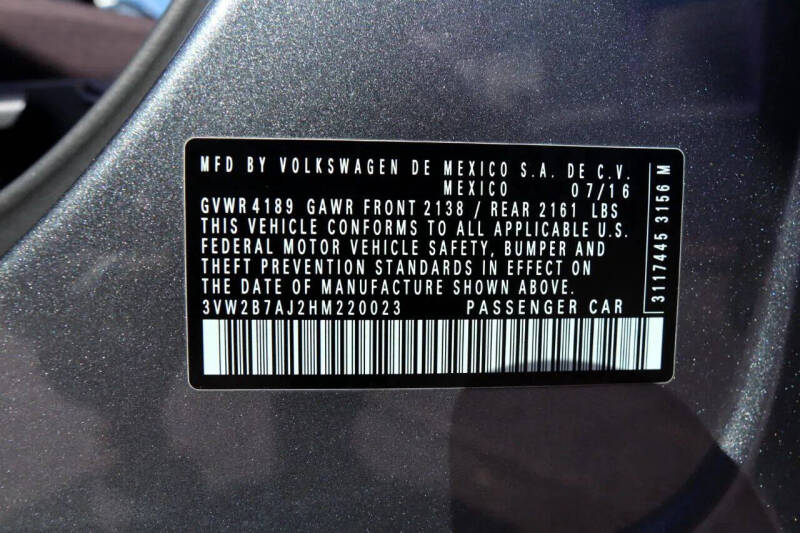 MFD BY VOLKSWAGEN DE MEXICO S.A. DE C.V.
MEXICO 07/16
GVWR 4189 GAWR FRONT 2138 / REAR 2161 LBS
THIS VEHICLE CONFORMS TO ALL APPLICABLE U.S.
FEDERAL MOTOR VEHICLE SAFETY, BUMPER AND
THEFT PREVENTION STANDARDS IN EFFECT ON
THE DATE OF MANUFACTURE SHOWN ABOVE.
3VW2B7AJ2HM220023 PASSENGER CAR
3117445 3156 M